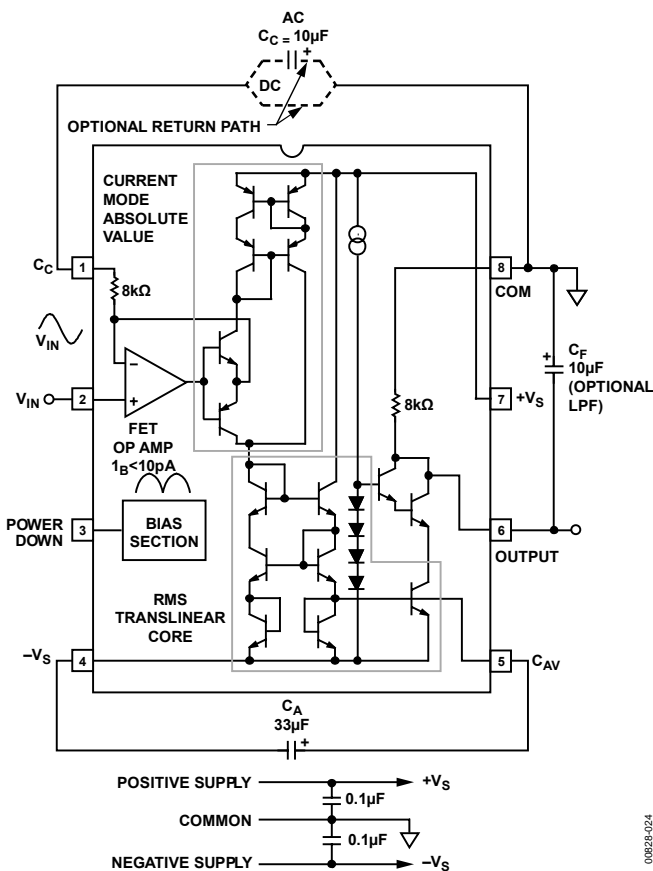 AC
C_C = 10µF
+
DC
OPTIONAL RETURN PATH
CURRENT
MODE
ABSOLUTE
VALUE
C_C
1
8kΩ
8
COM
V_IN
C_F
10µF
(OPTIONAL
LPF)
+
−
+
V_IN
2
8kΩ
7
+V_S
FET
OP AMP
1_B<10pA
POWER
DOWN
3
BIAS
SECTION
6
OUTPUT
RMS
TRANSLINEAR
CORE
−V_S
4
5
C_AV
C_A
33µF
+
POSITIVE SUPPLY
+V_S
0.1µF
COMMON
0.1µF
NEGATIVE SUPPLY
−V_S
00828-024